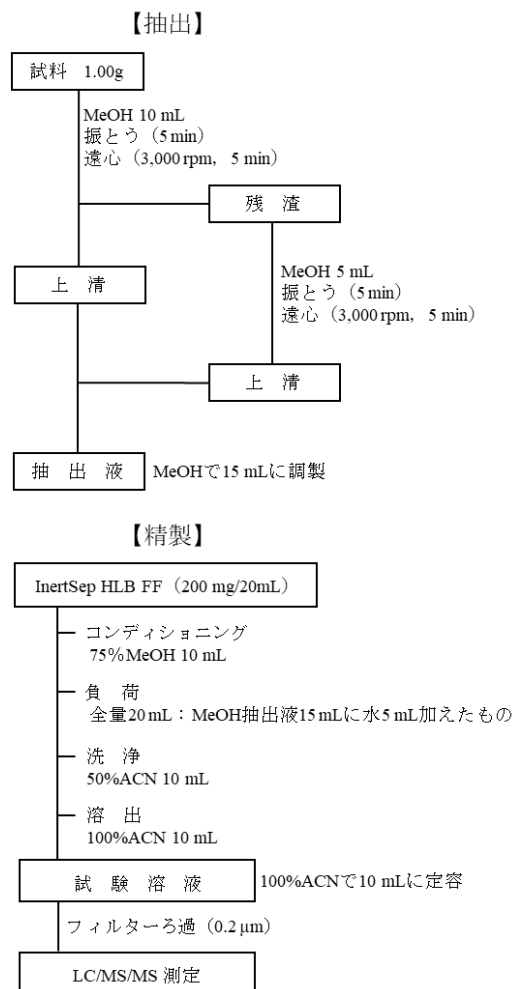 【抽出】
試料 1.00g
MeOH 10 mL
振とう（5 min）
遠心（3,000 rpm, 5 min）
残 渣
上 清
MeOH 5 mL
振とう（5 min）
遠心（3,000 rpm, 5 min）
上 清
抽 出 液 MeOHで15 mLに調製
【精製】
InertSep HLB FF（200 mg/20mL）
コンディショニング
75%MeOH 10 mL
負 荷
全量20 mL：MeOH抽出液15 mLに水5 mL加えたもの
洗 浄
50%ACN 10 mL
溶 出
100%ACN 10 mL
試 験 溶 液 100%ACNで10 mLに定容
フィルターろ過（0.2 μm）
LC/MS/MS 測定